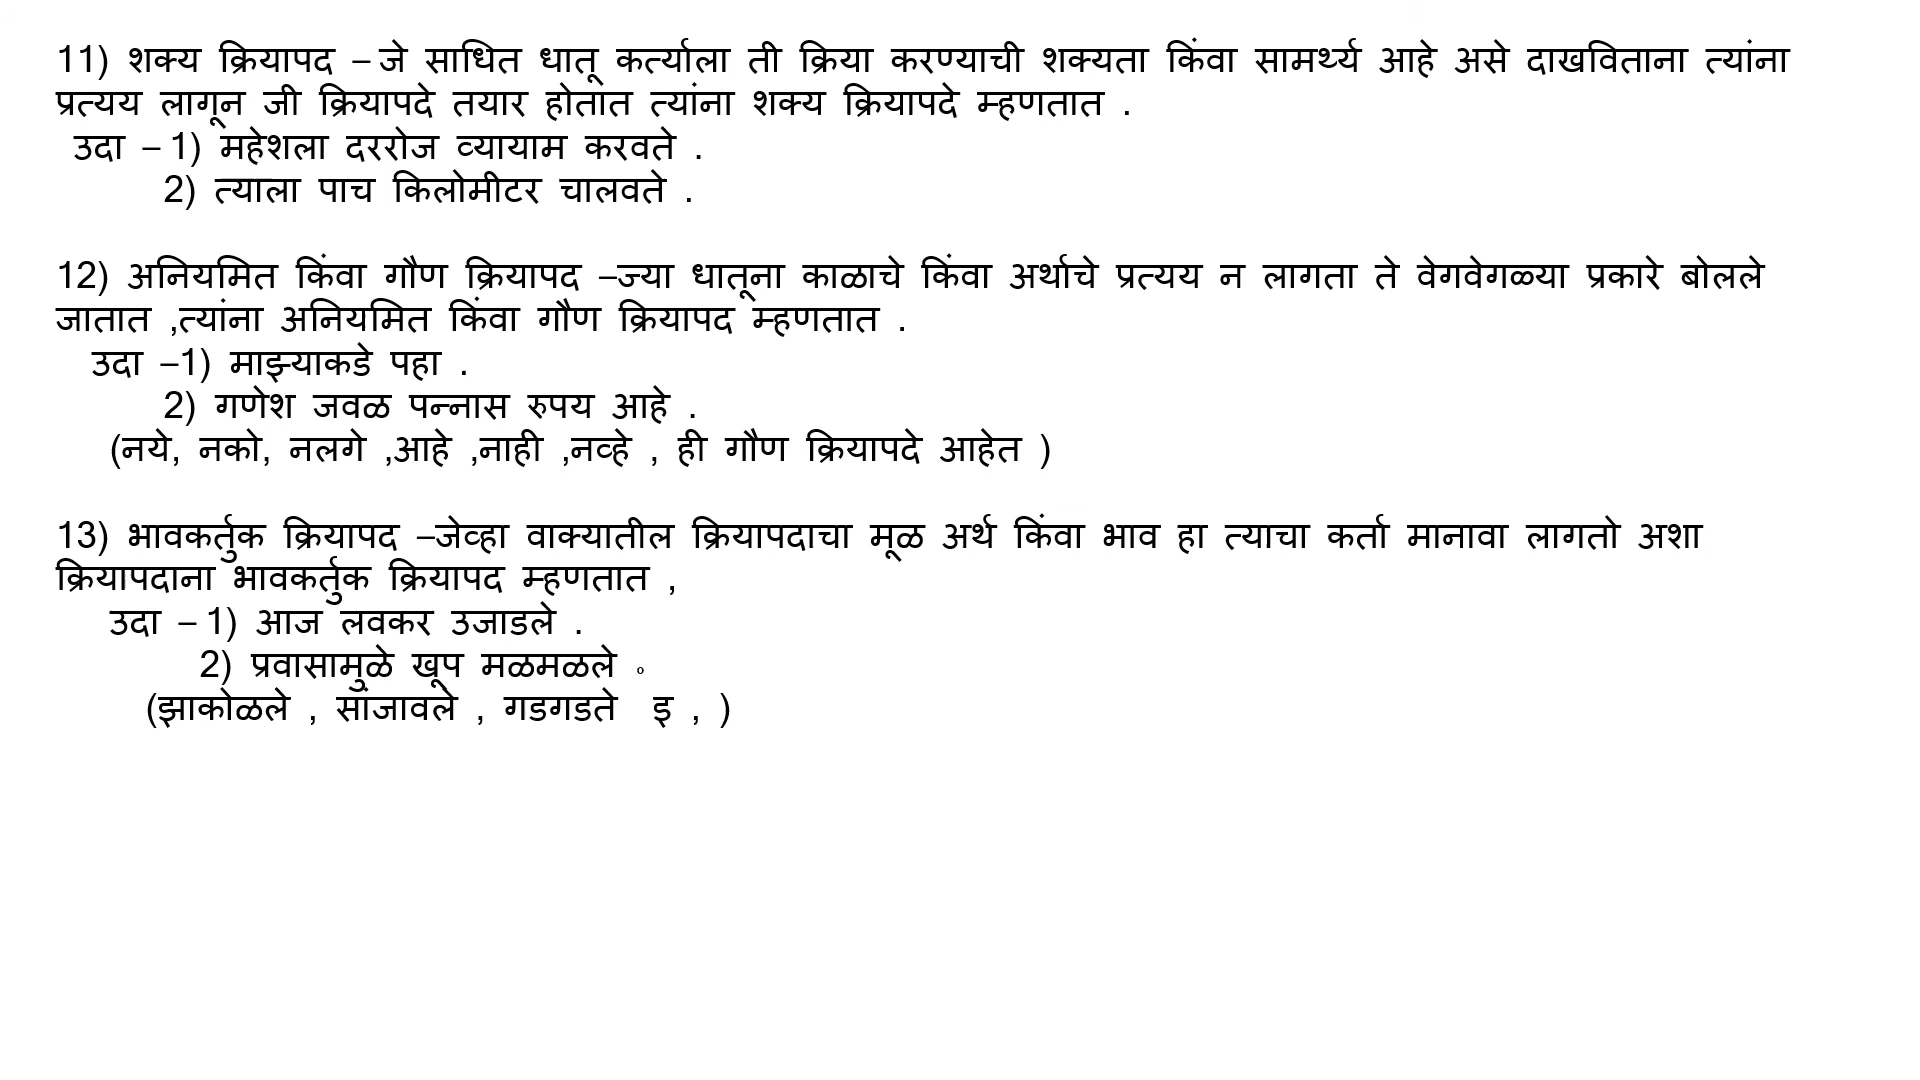 11) शक्य क्रियापद – जे साधित धातू कर्त्याला ती क्रिया करण्याची शक्यता किंवा सामर्थ्य आहे असे दाखविताना त्यांना
प्रत्यय लागून जी क्रियापदे तयार होतात त्यांना शक्य क्रियापदे म्हणतात .
उदा – 1) महेशला दररोज व्यायाम करवते .
2) त्याला पाच किलोमीटर चालवते .
12) अनियमित किंवा गौण क्रियापद –ज्या धातूना काळाचे किंवा अर्थाचे प्रत्यय न लागता ते वेगवेगळ्या प्रकारे बोलले
जातात ,त्यांना अनियमित किंवा गौण क्रियापद म्हणतात .
उदा –1) माझ्याकडे पहा .
2) गणेश जवळ पन्नास रुपय आहे .
(नये, नको, नलगे ,आहे ,नाही ,नव्हे , ही गौण क्रियापदे आहेत )
13) भावकर्तुक क्रियापद –जेव्हा वाक्यातील क्रियापदाचा मूळ अर्थ किंवा भाव हा त्याचा कर्ता मानावा लागतो अशा
क्रियापदाना भावकर्तुक क्रियापद म्हणतात ,
उदा – 1) आज लवकर उजाडले .
2) प्रवासामुळे खूप मळमळले ॰
(झाकोळले , सांजावले , गडगडते इ , )